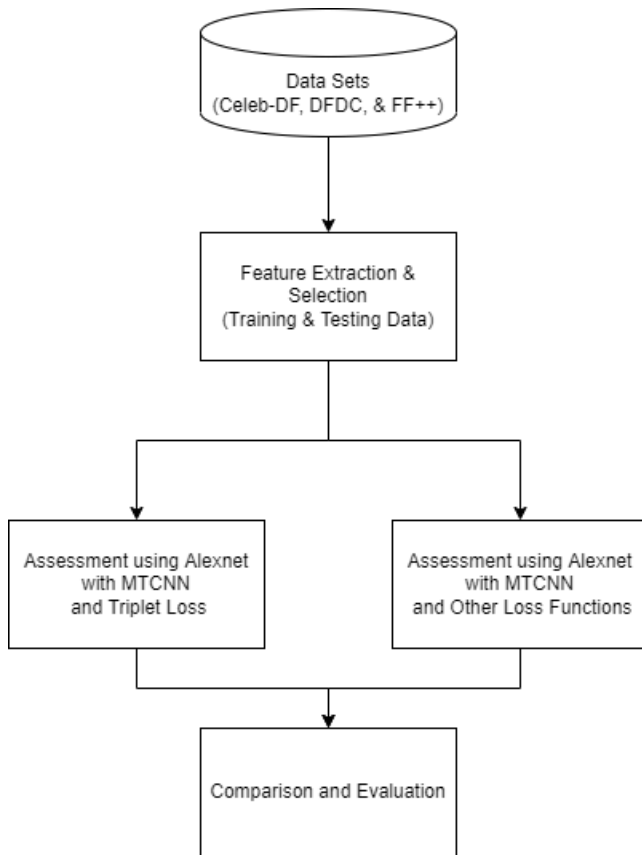 Data Sets
(Celeb-DF, DFDC, & FF++)
Feature Extraction &
Selection
(Training & Testing Data)
Assessment using Alexnet
with MTCNN
and Triplet Loss
Assessment using Alexnet
with MTCNN
and Other Loss Functions
Comparison and Evaluation